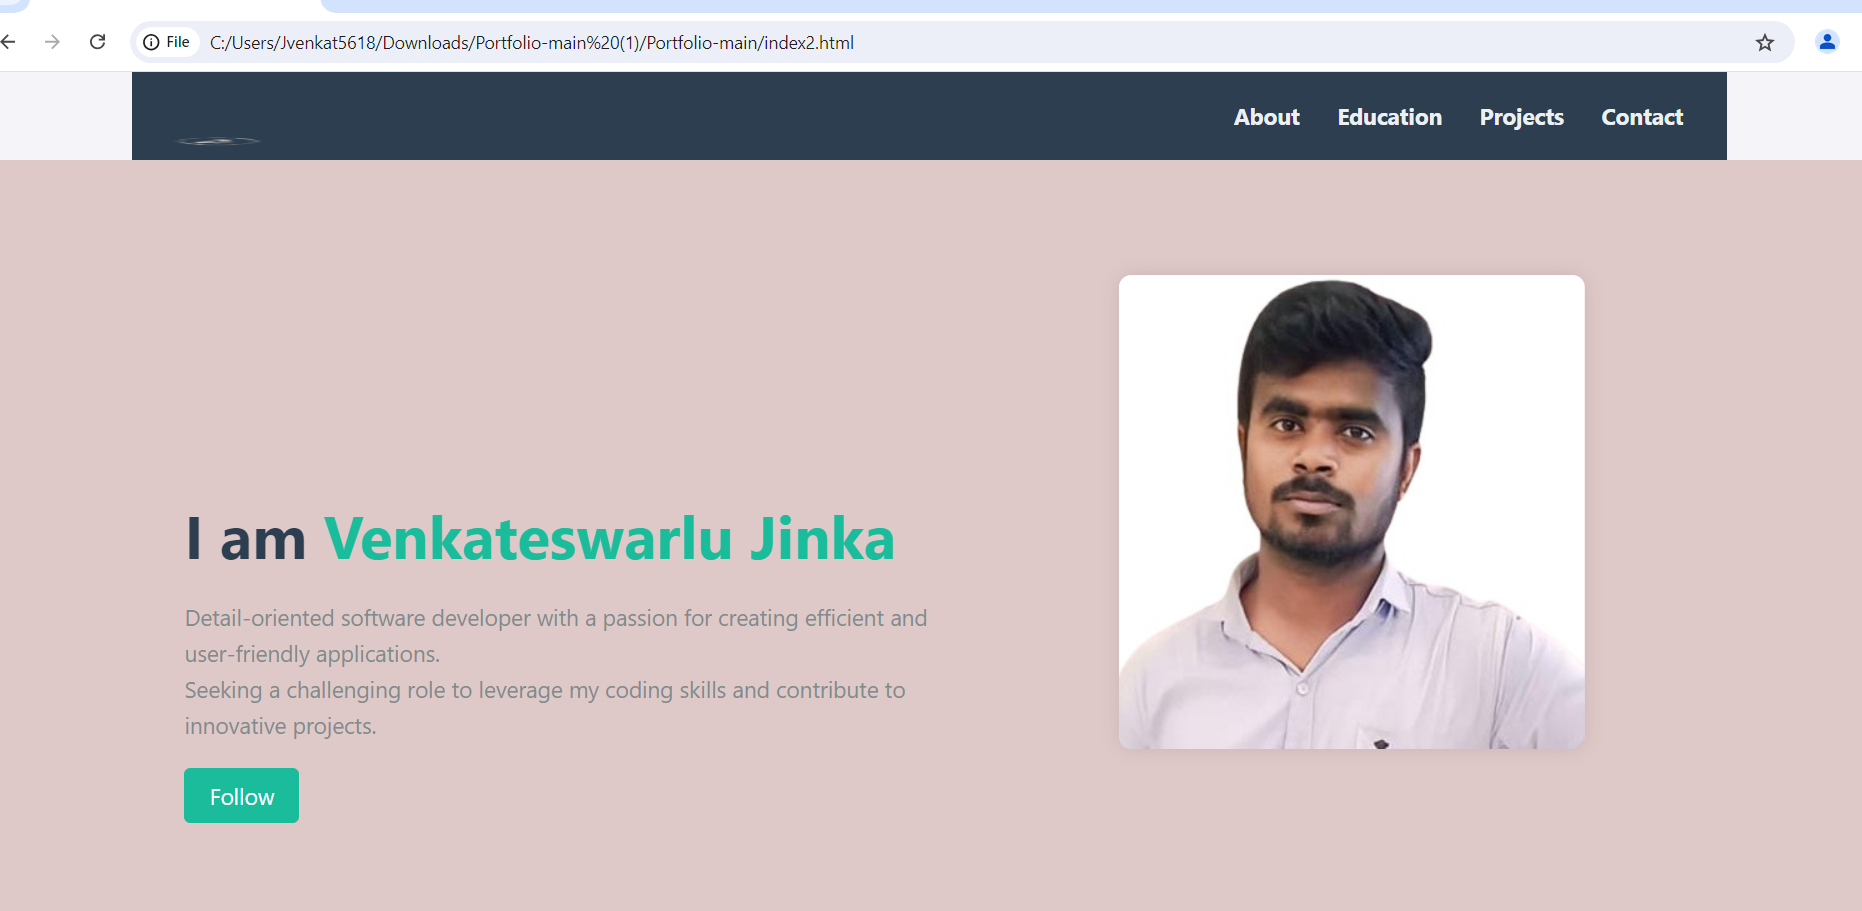 File C:/Users/Jvenkat5618/Downloads/Portfolio-main%20(1)/Portfolio-main/index2.html
About Education Projects Contact
I am Venkateswarlu Jinka
Detail-oriented software developer with a passion for creating efficient and
user-friendly applications.
Seeking a challenging role to leverage my coding skills and contribute to
innovative projects.
Follow